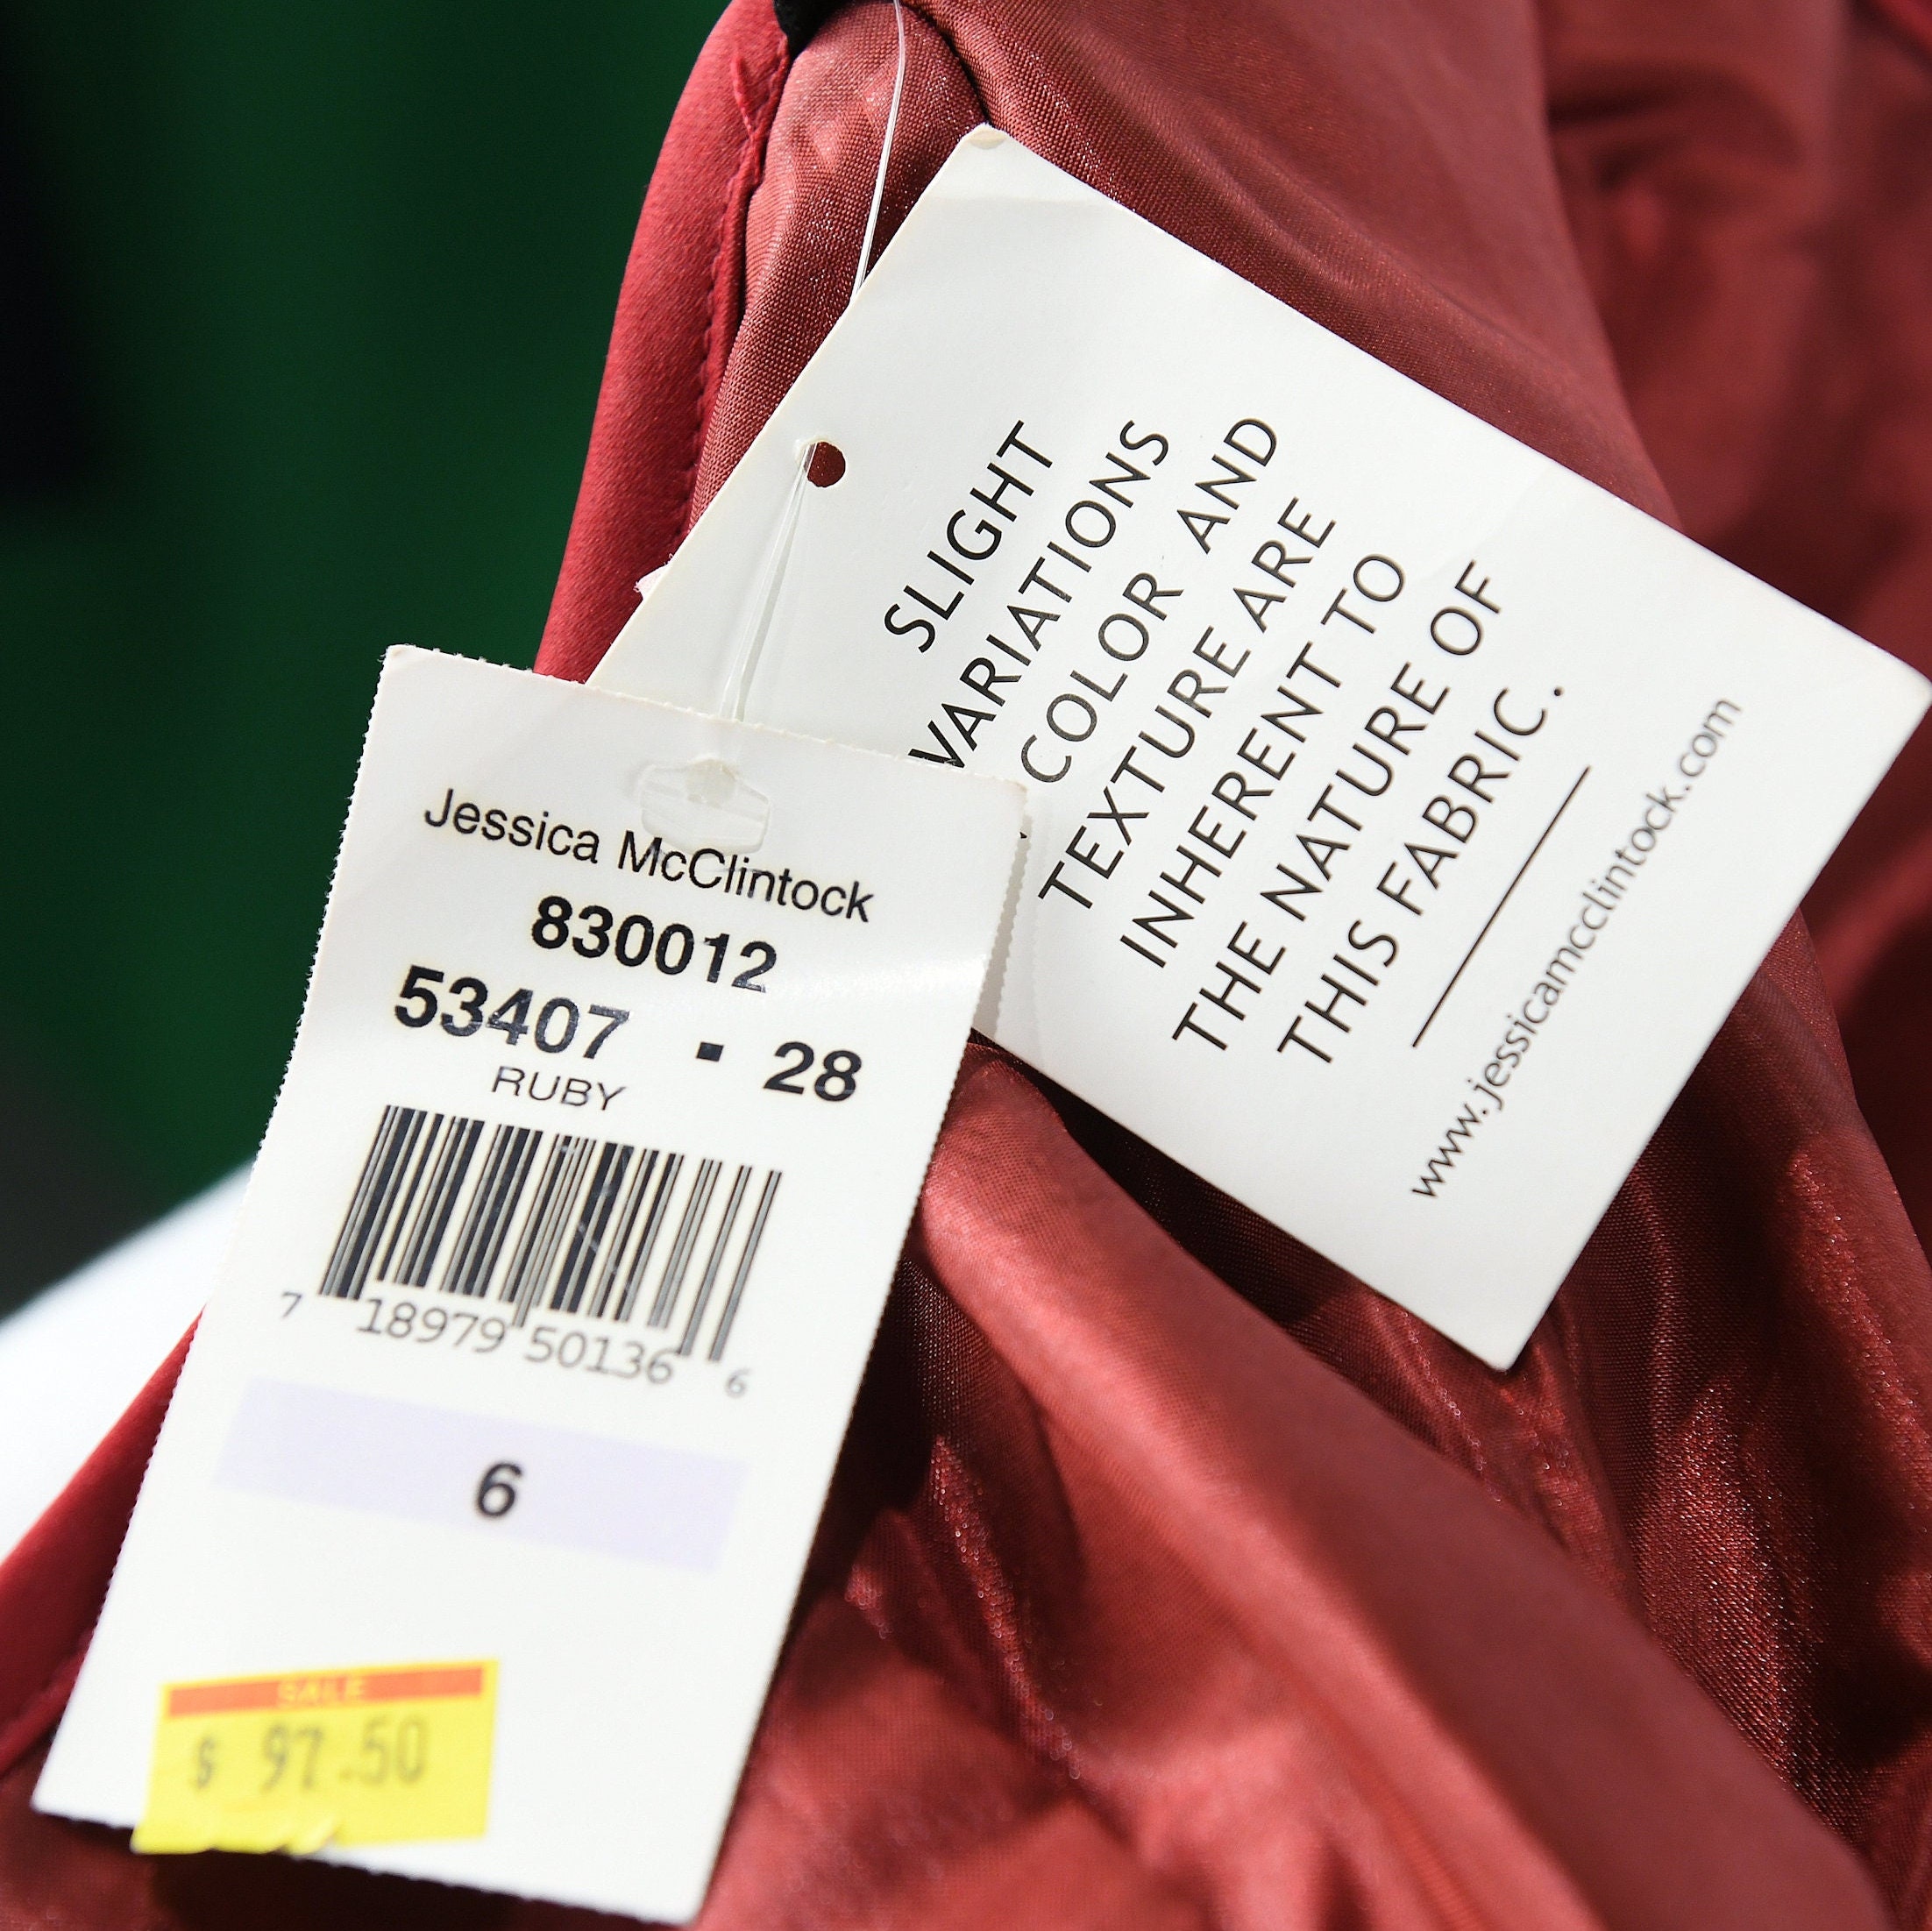 SLIGHT
VARIATIONS
COLOR AND
TEXTURE ARE
INHERENT TO
THE NATURE OF
THIS FABRIC.
www.jessicamcclintock.com
Jessica McClintock
830012
53407 - 28
RUBY
7 18979 50136 6
6
SALE
$ 97.50